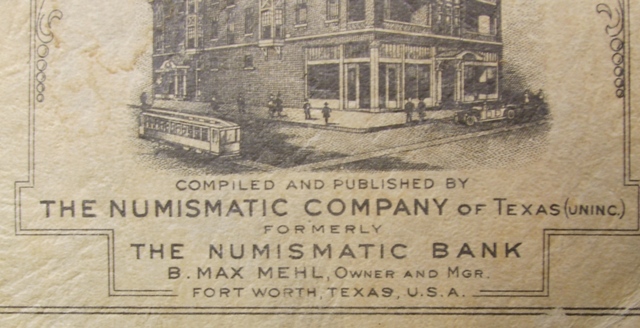 COMPILED AND PUBLISHED BY
THE NUMISMATIC COMPANY OF TEXAS (UNINC.)
FORMERLY
THE NUMISMATIC BANK
B. MAX MEHL, OWNER AND MGR.
FORT WORTH, TEXAS, U.S.A.